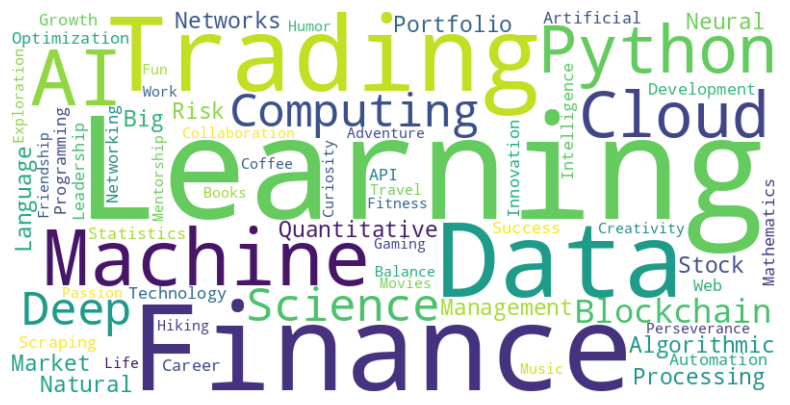 Growth
Networks
Humor
Portfolio
Artificial
Neural
Optimization
Trading
Python
AI
Fun
Work
Exploration
Big
Risk
Computing
Intelligence
Development
Cloud
Collaboration
Adventure
Friendship
Programming
Leadership
Networking
Mentorship
Language
Learning
Coffee
Curiosity
API
Innovation
Books
Travel
Fitness
Mathematics
Statistics
Quantitative
Success
Creativity
Machine
Gaming
Data
Stock
Balance
Movies
Web
Passion
Technology
Deep
Science
Management
Blockchain
Hiking
Finance
Perseverance
Scraping
Algorithmic
Market
Life
Career
Music
Automation
Natural
Processing